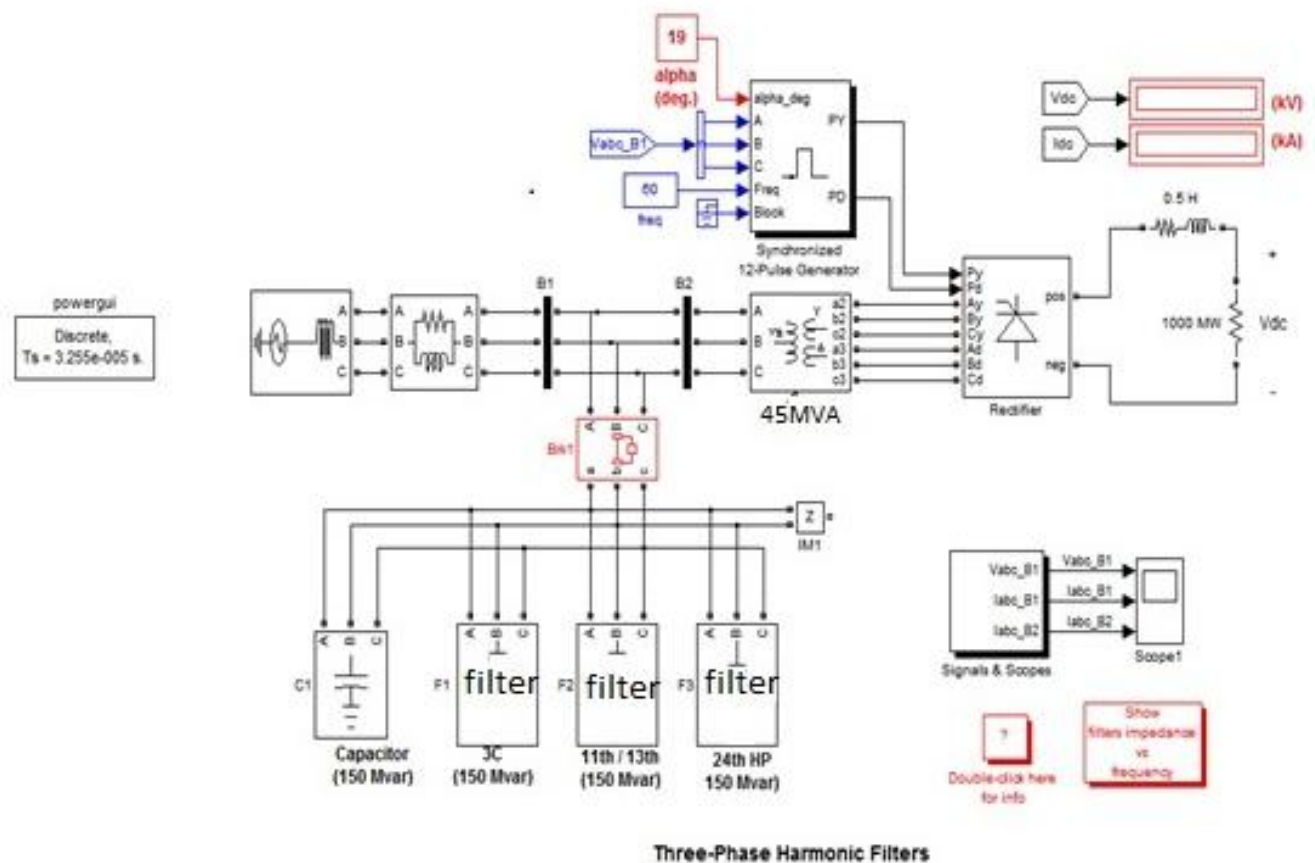 19
alpha
(deg.)
alpha_deg
A
B
C
Freq
Block
PY
PD
Vabc_B1
60
freq
Synchronized
12-Pulse Generator
Vdc
(kV)
Idc
(kA)
0.5 H
powergui
Discrete,
Ts = 3.255e-005 s.
A
B
C
A A
B B
C C
B1
B2
A
B
C
Y
a2
b2
c2
a3
b3
c3
45MVA
Py
Pd
Ay
By
Cy
Ad
Bd
Cd
pos
neg
Rectifier
1000 MW
+
Vdc
-
A B C
a b c
Brk1
Z
IM1
A B C
C1
Capacitor
(150 Mvar)
A B C
F1
filter
3C
(150 Mvar)
A B C
F2
filter
11th / 13th
(150 Mvar)
A B C
F3
filter
24th HP
150 Mvar)
Vabc_B1
Iabc_B1
Iabc_B2
Signals & Scopes
Vabc_B1
Iabc_B1
Iabc_B2
Scope1
?
Double-click here
for info
Show
filters impedance
vs
frequency
Three-Phase Harmonic Filters